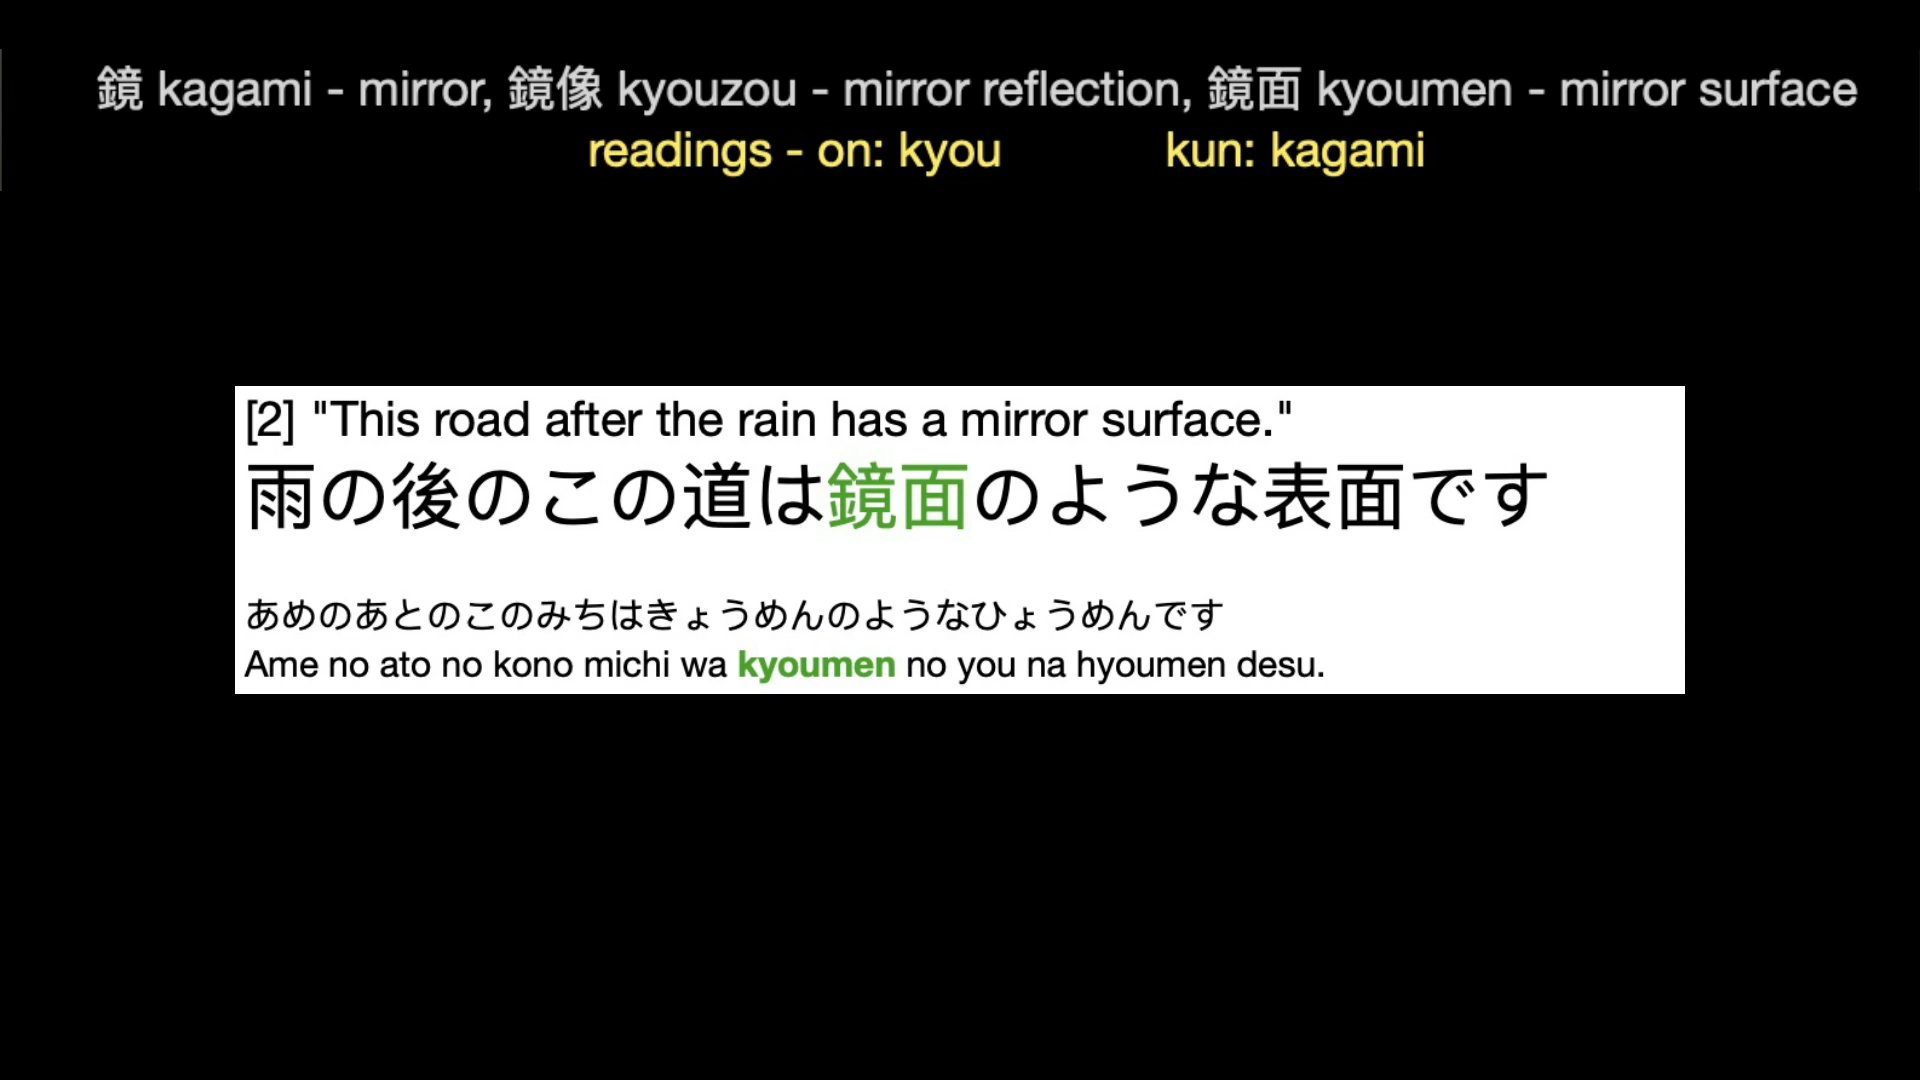 鏡 kagami - mirror, 鏡像 kyouzou - mirror reflection, 鏡面 kyoumen - mirror surface
readings - on: kyou kun: kagami
[2] "This road after the rain has a mirror surface."
雨の後のこの道は鏡面のような表面です
あめのあとのこのみちはきょうめんのようなひょうめんです
Ame no ato no kono michi wa kyoumen no you na hyoumen desu.